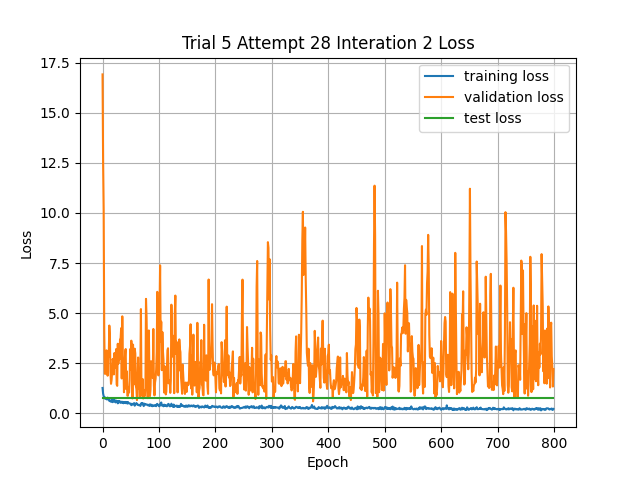 Trial 5 Attempt 28 Interation 2 Loss
17.5
15.0
12.5
10.0
7.5
5.0
2.5
0.0
Loss
training loss
validation loss
test loss
0 100 200 300 400 500 600 700 800
Epoch